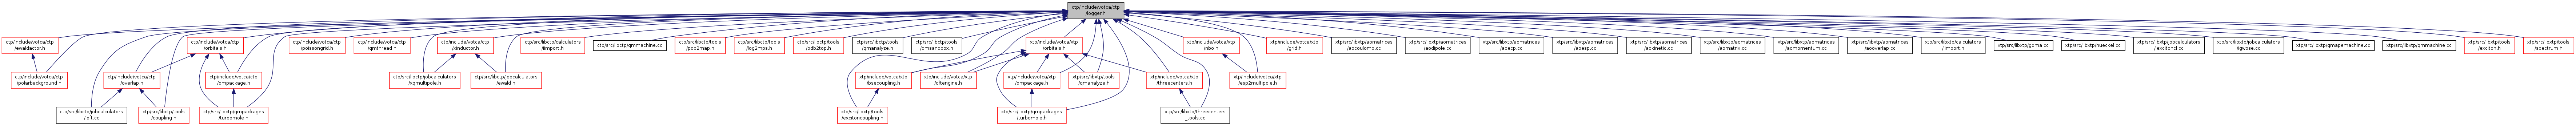 ctp/include/votca/ctp
/logger.h
ctp/include/votca/ctp
/ewaldactor.h
ctp/include/votca/ctp
/orbitals.h
ctp/include/votca/ctp
/poissongrid.h
ctp/include/votca/ctp
/qmthread.h
ctp/include/votca/ctp
/xinductor.h
ctp/src/libctp/calculators
/import.h
ctp/src/libctp/qmmachine.cc
ctp/src/libctp/tools
/pdb2map.h
ctp/src/libctp/tools
/log2mps.h
ctp/src/libctp/tools
/pdb2top.h
ctp/src/libctp/tools
/qmanalyze.h
ctp/src/libctp/tools
/qmsandbox.h
xtp/include/votca/xtp
/orbitals.h
xtp/include/votca/xtp
/nbo.h
xtp/include/votca/xtp
/grid.h
xtp/src/libxtp/aomatrices
/aocoulomb.cc
xtp/src/libxtp/aomatrices
/aodipole.cc
xtp/src/libxtp/aomatrices
/aoecp.cc
xtp/src/libxtp/aomatrices
/aoesp.cc
xtp/src/libxtp/aomatrices
/aokinetic.cc
xtp/src/libxtp/aomatrices
/aomatrix.cc
xtp/src/libxtp/aomatrices
/aomomentum.cc
xtp/src/libxtp/aomatrices
/aooverlap.cc
xtp/src/libxtp/calculators
/import.h
xtp/src/libxtp/gdma.cc
xtp/src/libxtp/hueckel.cc
xtp/src/libxtp/jobcalculators
/excitoncl.cc
xtp/src/libxtp/jobcalculators
/igwbse.cc
xtp/src/libxtp/qmapemachine.cc
xtp/src/libxtp/qmmachine.cc
xtp/src/libxtp/tools
/exciton.h
xtp/src/libxtp/tools
/spectrum.h
ctp/include/votca/ctp
/polarbackground.h
ctp/include/votca/ctp
/overlap.h
ctp/include/votca/ctp
/qmpackage.h
ctp/src/libctp/jobcalculators
/xqmultipole.h
ctp/src/libctp/jobcalculators
/ewald.h
xtp/include/votca/xtp
/bsecoupling.h
xtp/include/votca/xtp
/dftengine.h
xtp/include/votca/xtp
/qmpackage.h
xtp/src/libxtp/tools
/qmanalyze.h
xtp/include/votca/xtp
/threecenters.h
xtp/include/votca/xtp
/espt2multipole.h
ctp/src/libctp/jobcalculators
/idft.cc
ctp/src/libctp/tools
/coupling.h
ctp/src/libctp/qmpackages
/turbomole.h
xtp/src/libxtp/tools
/excitoncoupling.h
xtp/src/libxtp/qmpackages
/turbomole.h
xtp/src/libxtp/threecenters
_tools.cc